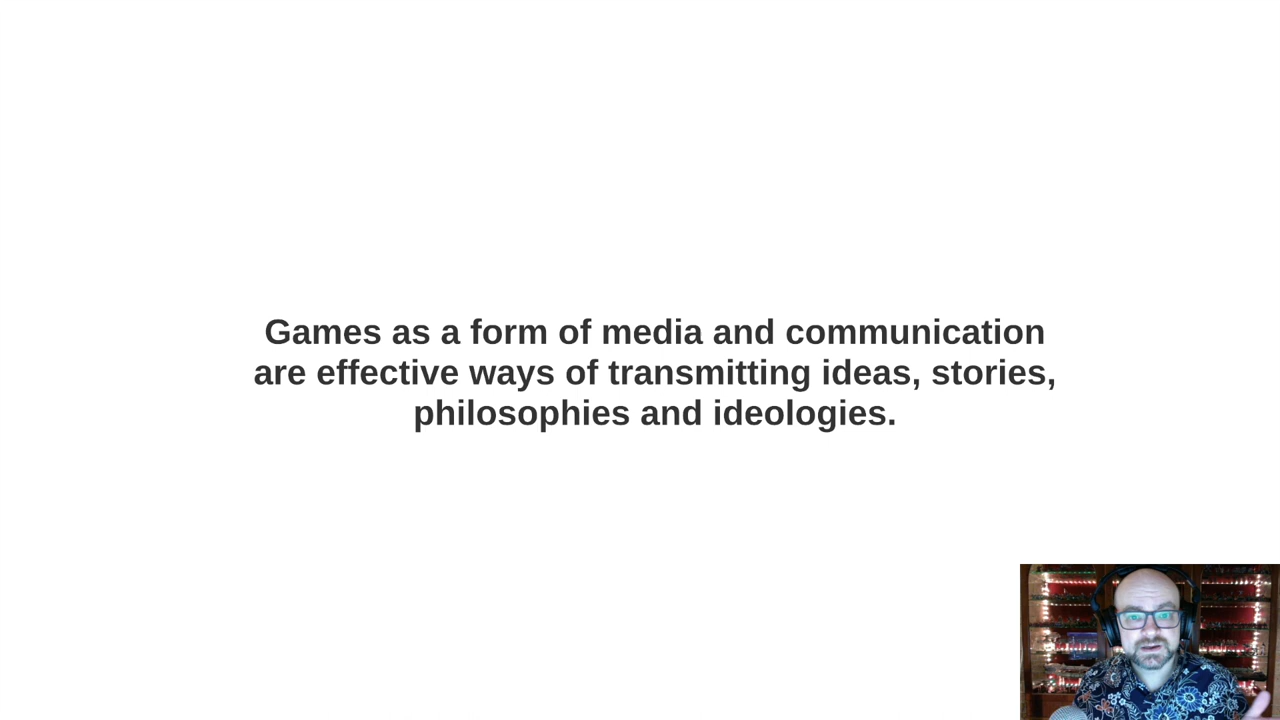 Games as a form of media and communication
are effective ways of transmitting ideas, stories,
philosophies and ideologies.